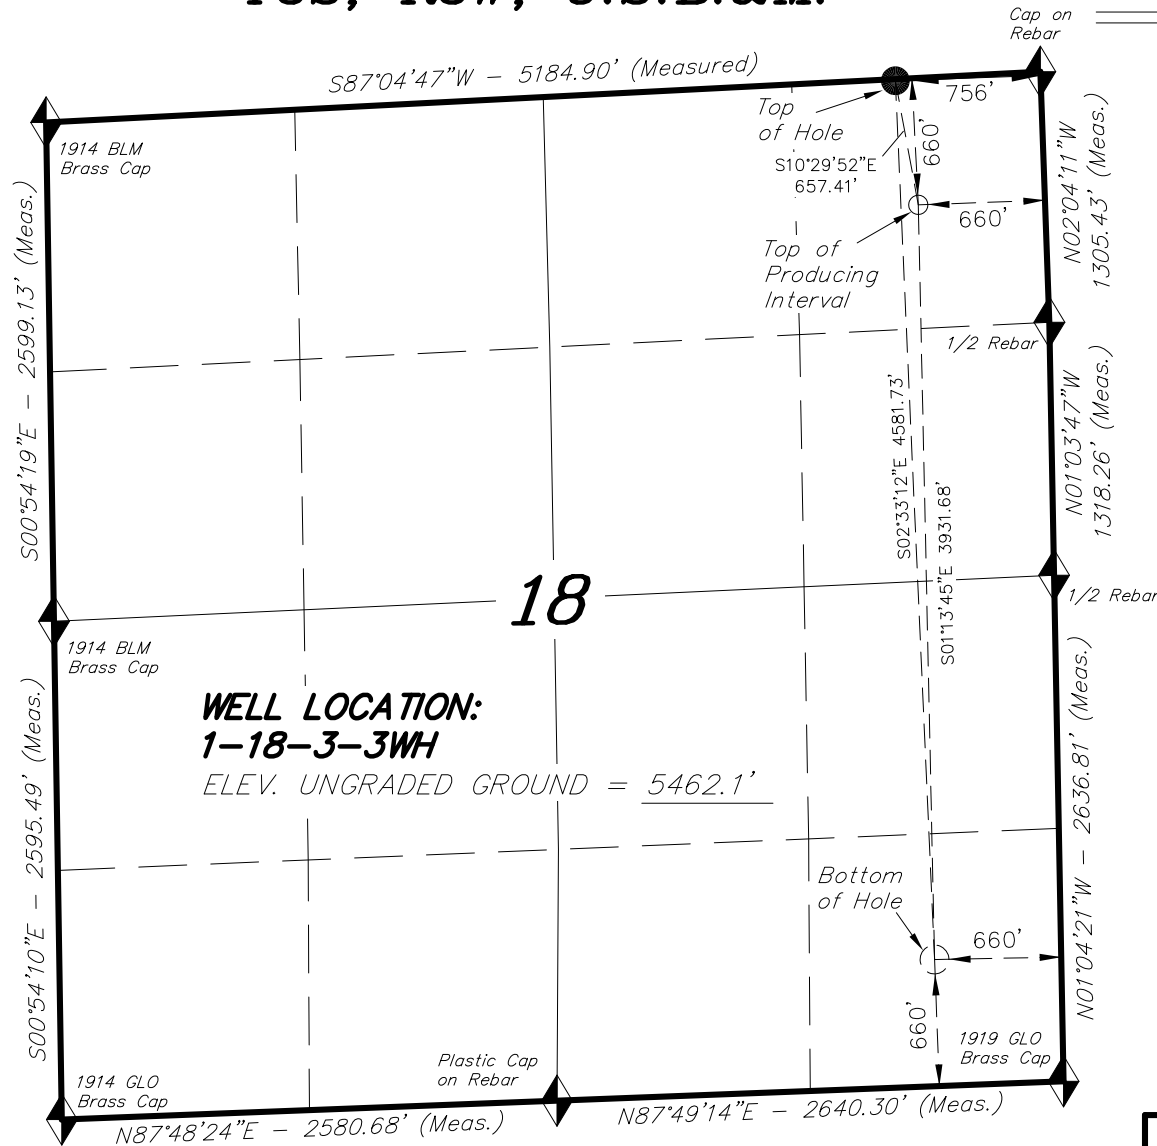 Cap on
Rebar
S87°04'47"W - 5184.90' (Measured)
756'
Top
of Hole
1914 BLM
Brass Cap
660'
S10°29'52"E
657.41'
N02°04'11"W
1305.43' (Meas.)
660'
S00°54'19"E - 2599.13' (Meas.)
Top of
Producing
Interval
1/2 Rebar
S02°33'12"E 4581.73'
N01°03'47"W
1318.26' (Meas.)
S01°13'45"E 3931.68'
18
1/2 Rebar
1914 BLM
Brass Cap
WELL LOCATION:
1-18-3-3WH
ELEV. UNGRADED GROUND = 5462.1'
S00°54'10"E - 2595.49' (Meas.)
N01°04'21"W - 2636.81' (Meas.)
Bottom
of Hole
660'
660'
1919 GLO
Brass Cap
Plastic Cap
on Rebar
1914 GLO
Brass Cap
N87°48'24"E - 2580.68' (Meas.)
N87°49'14"E - 2640.30' (Meas.)